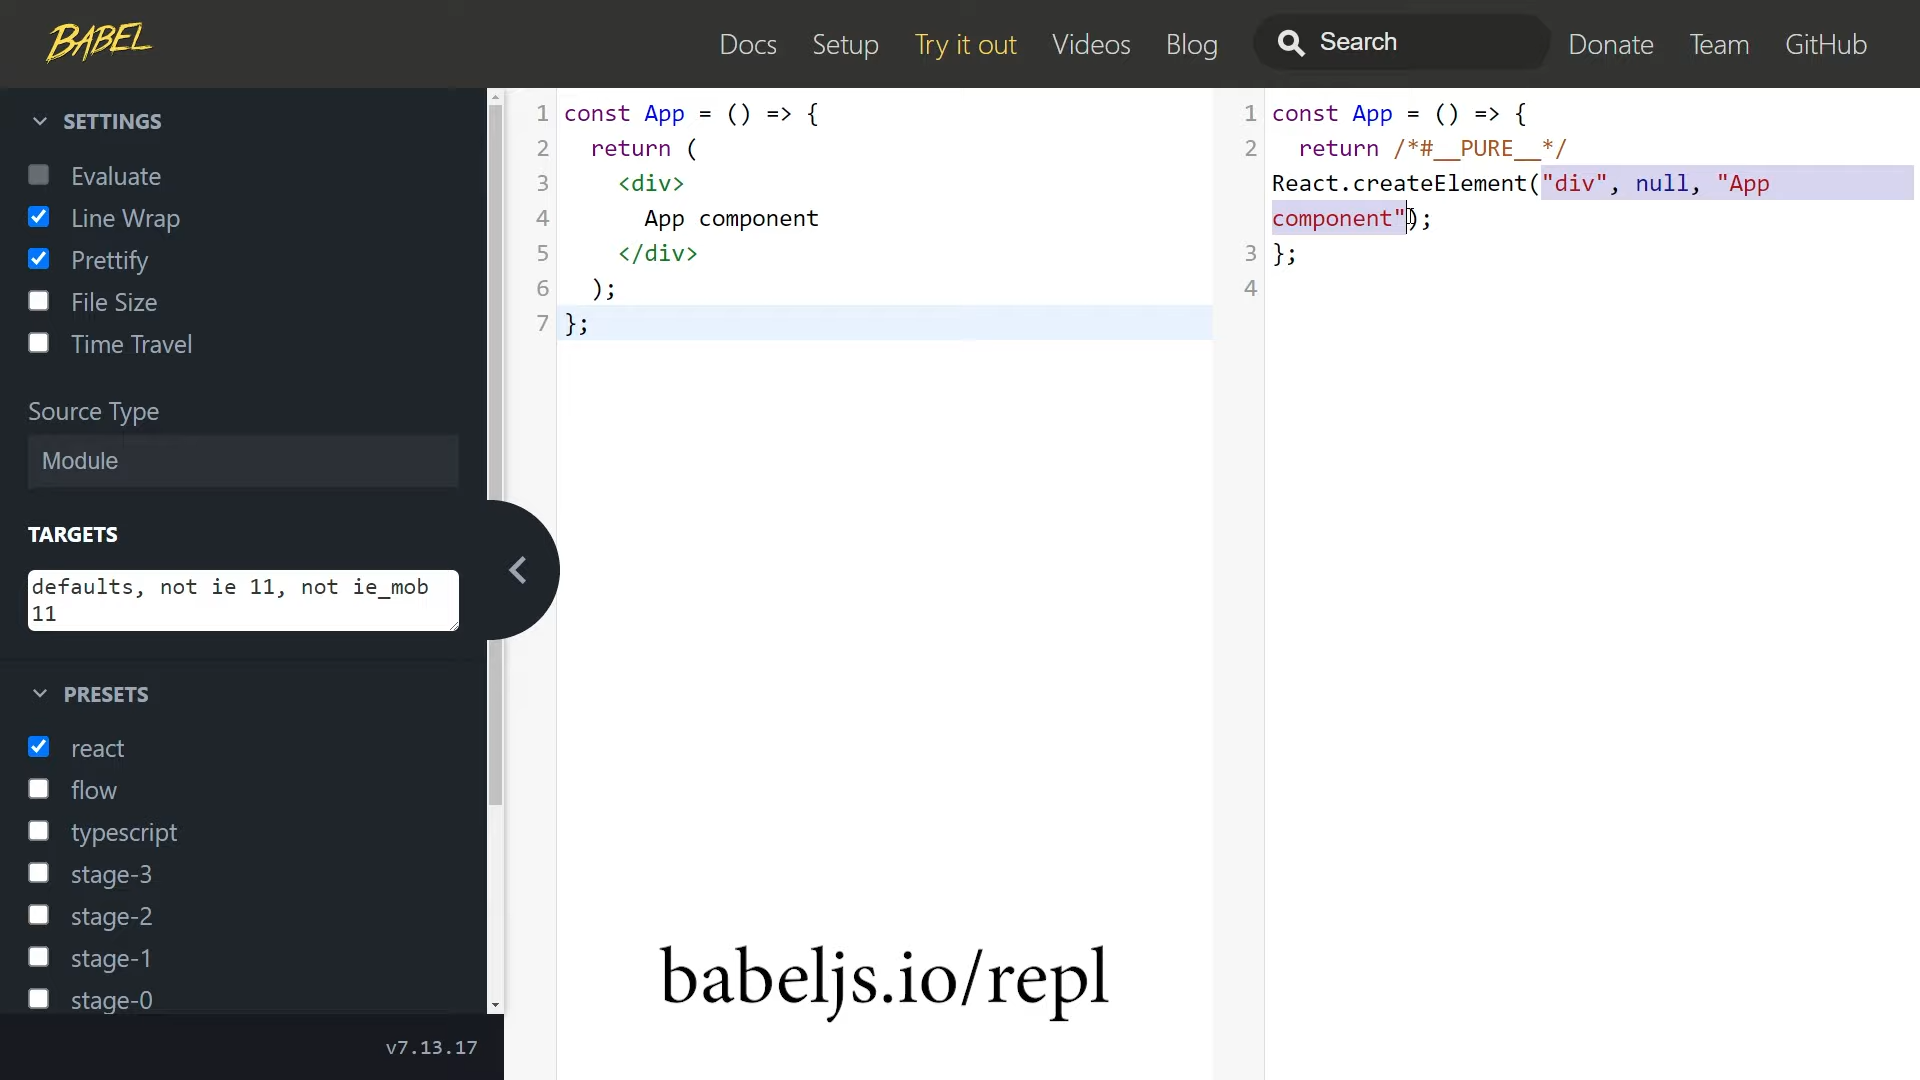 BABEL
Docs Setup Try it out Videos Blog Search Donate Team GitHub
SETTINGS
Evaluate
Line Wrap
Prettify
File Size
Time Travel
Source Type
Module
TARGETS
defaults, not ie 11, not ie_mob
11
PRESETS
react
flow
typescript
stage-3
stage-2
stage-1
stage-0
v7.13.17
1 const App = () => {
2 return (
3 <div>
4 App component
5 </div>
6 );
7 };
babeljs.io/repl
1 const App = () => {
2 return /*#__PURE__*/
React.createElement("div", null, "App
component");
3 };
4